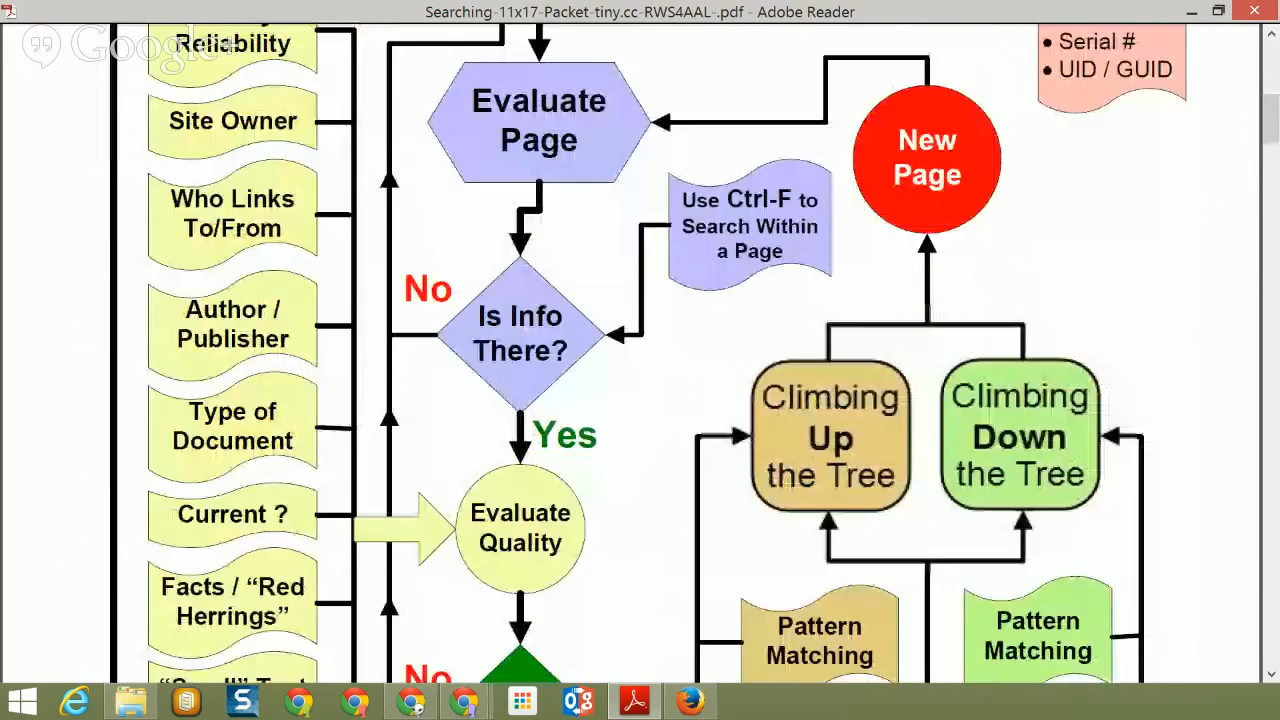 Searching-11x17-Packet-tiny.cc-RWS4AAL-.pdf - Adobe Reader
Google+
Reliability
Site Owner
Who Links
To/From
Author /
Publisher
Type of
Document
Current ?
Facts / “Red
Herrings”
Evaluate
Page
Use Ctrl-F to
Search Within
a Page
No
Is Info
There?
Yes
Evaluate
Quality
No
• Serial #
• UID / GUID
New
Page
Climbing
Up
the Tree
Climbing
Down
the Tree
Pattern
Matching
Pattern
Matching